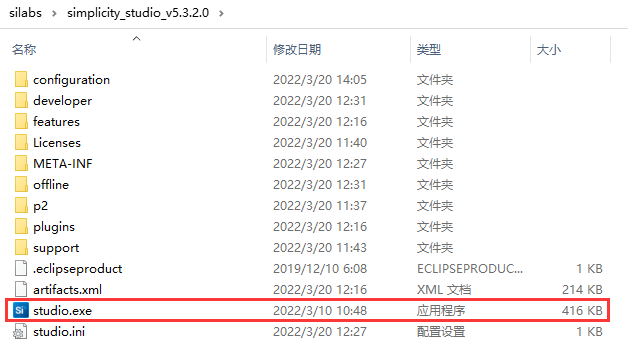 silabs > simplicity_studio_v5.3.2.0 >
名称 修改日期 类型 大小
configuration 2022/3/20 14:05 文件夹
developer 2022/3/20 12:31 文件夹
features 2022/3/20 12:16 文件夹
Licenses 2022/3/20 11:40 文件夹
META-INF 2022/3/20 12:27 文件夹
offline 2022/3/20 12:31 文件夹
p2 2022/3/20 11:37 文件夹
plugins 2022/3/20 12:16 文件夹
support 2022/3/20 11:43 文件夹
.eclipseproduct 2019/12/10 6:08 ECLIPSEPRODUC... 1 KB
artifacts.xml 2022/3/20 12:16 XML 文档 214 KB
Si studio.exe 2022/3/10 10:48 应用程序 416 KB
studio.ini 2022/3/20 12:27 配置设置 1 KB